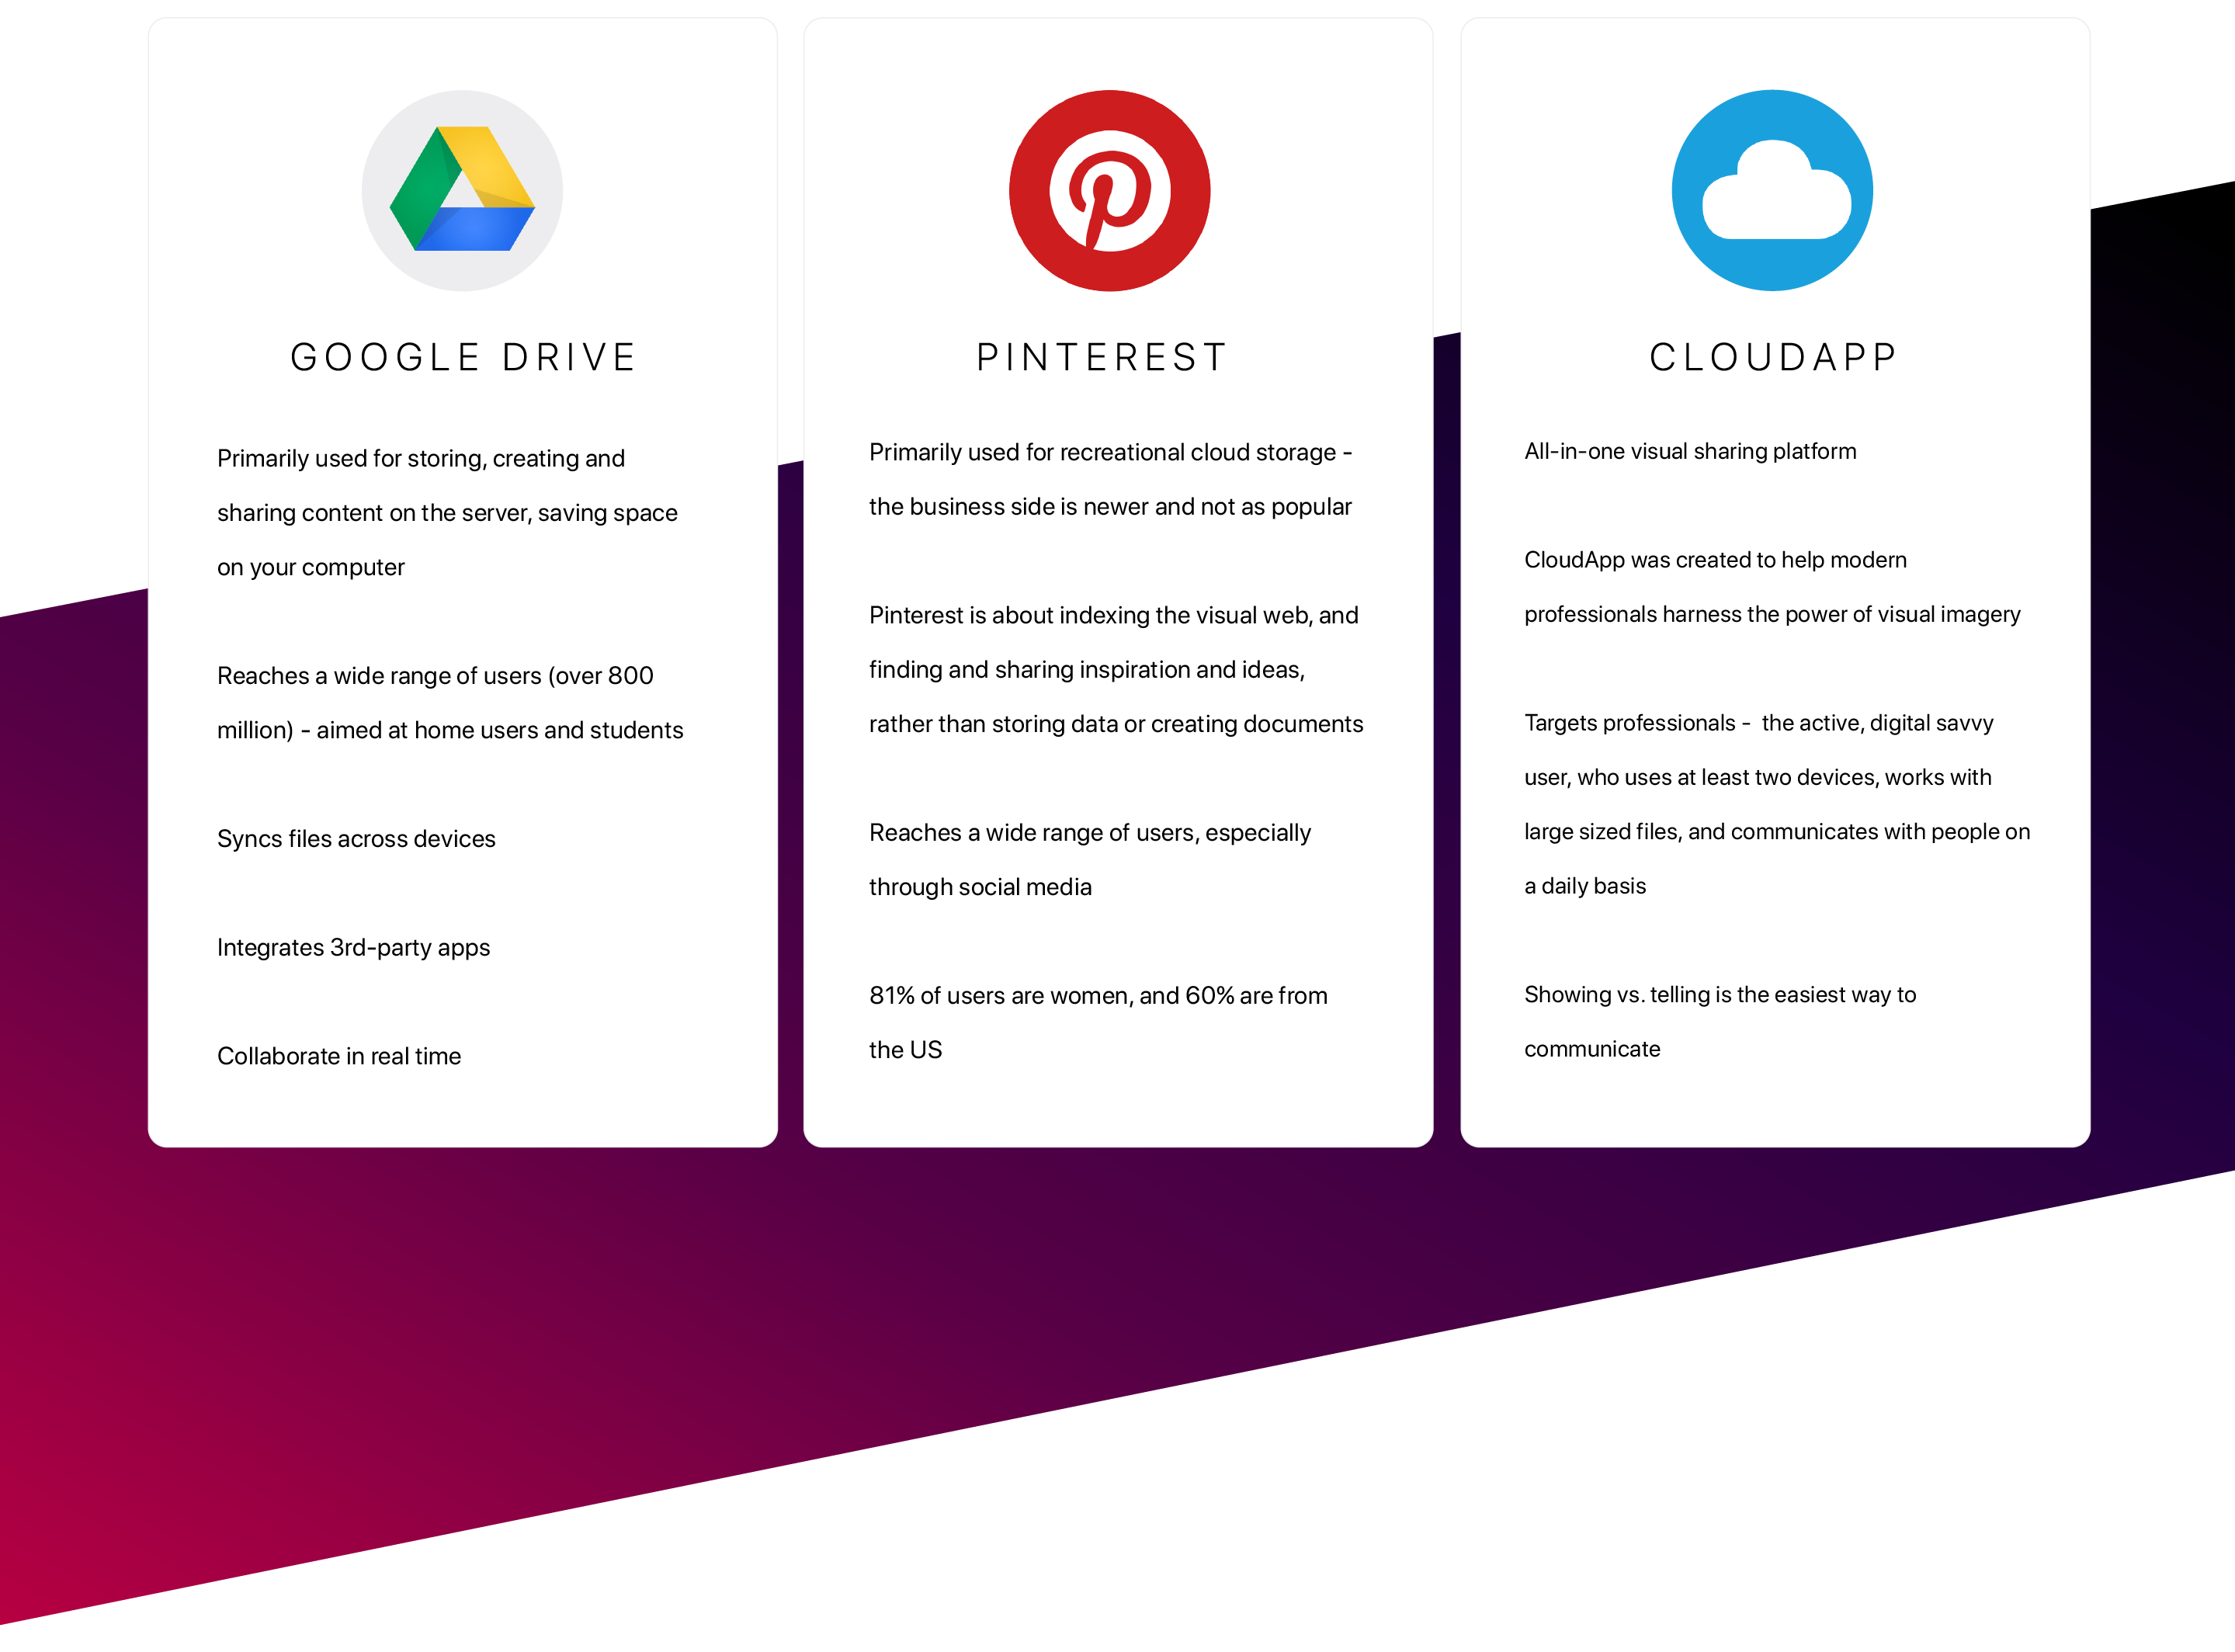 GOOGLE DRIVE
Primarily used for storing, creating and
sharing content on the server, saving space
on your computer
Reaches a wide range of users (over 800
million) - aimed at home users and students
Syncs files across devices
Integrates 3rd-party apps
Collaborate in real time
PINTEREST
Primarily used for recreational cloud storage -
the business side is newer and not as popular
Pinterest is about indexing the visual web, and
finding and sharing inspiration and ideas,
rather than storing data or creating documents
Reaches a wide range of users, especially
through social media
81% of users are women, and 60% are from
the US
CLOUDAPP
All-in-one visual sharing platform
CloudApp was created to help modern
professionals harness the power of visual imagery
Targets professionals -  the active, digital savvy
user, who uses at least two devices, works with
large sized files, and communicates with people on
a daily basis
Showing vs. telling is the easiest way to
communicate